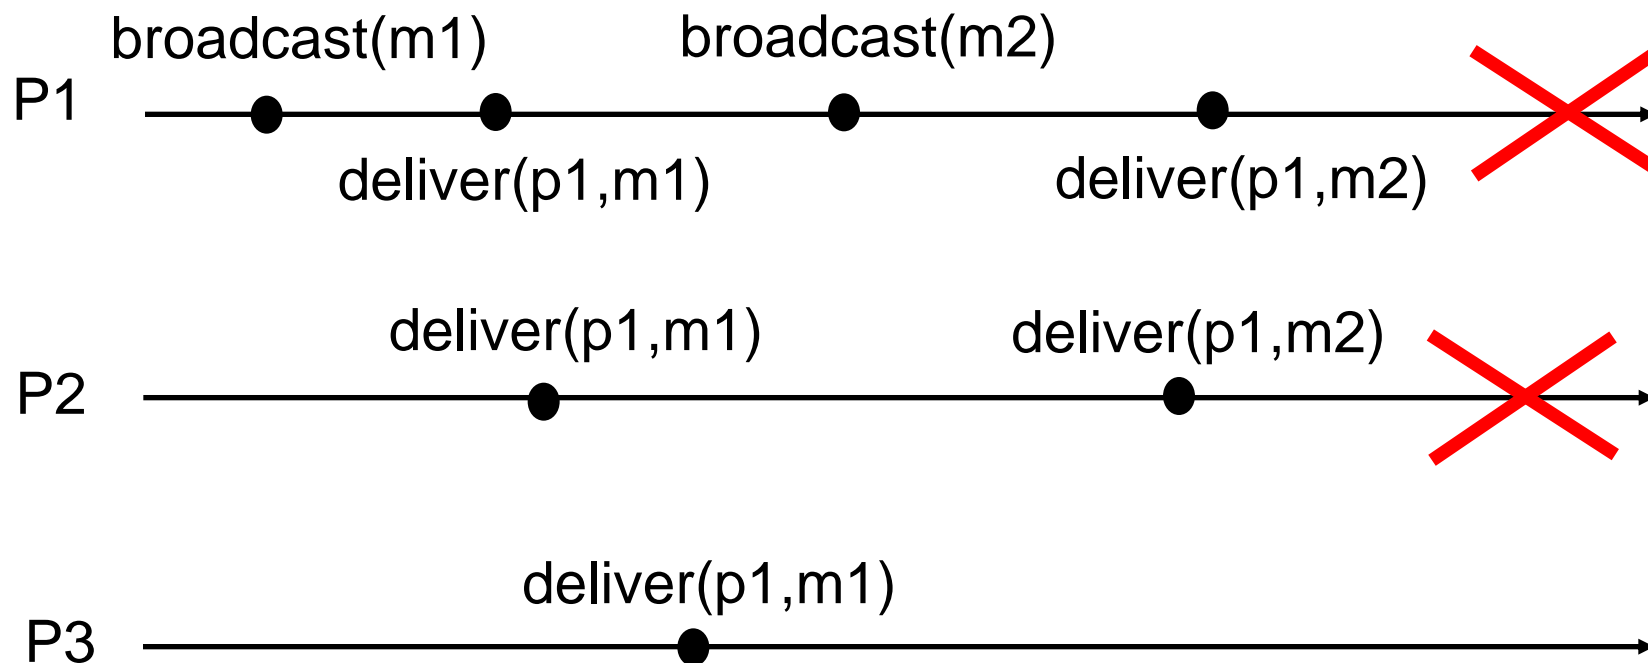 broadcast(m1) broadcast(m2)
P1
deliver(p1,m1) deliver(p1,m2)
deliver(p1,m1) deliver(p1,m2)
P2
deliver(p1,m1)
P3